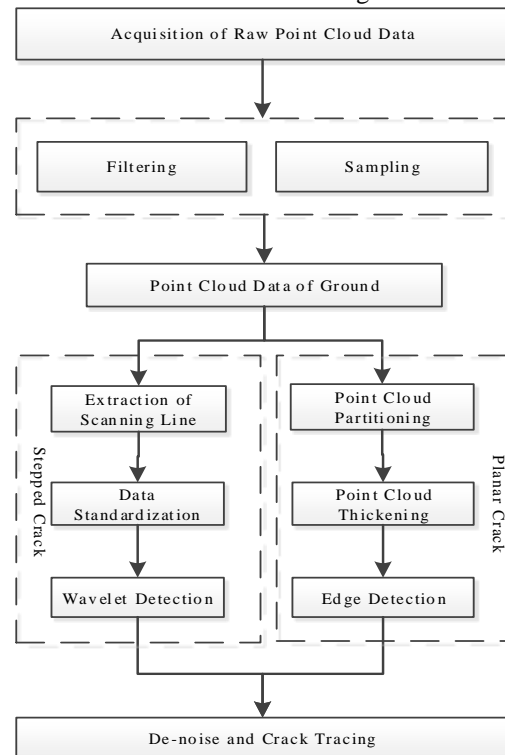 Acquisition of Raw Point Cloud Data
Filtering
Sampling
Point Cloud Data of Ground
Stepped Crack
Extraction of
Scanning Line
Data
Standardization
Wavelet Detection
Point Cloud
Partitioning
Point Cloud
Thickening
Edge Detection
Planar Crack
De-noise and Crack Tracing